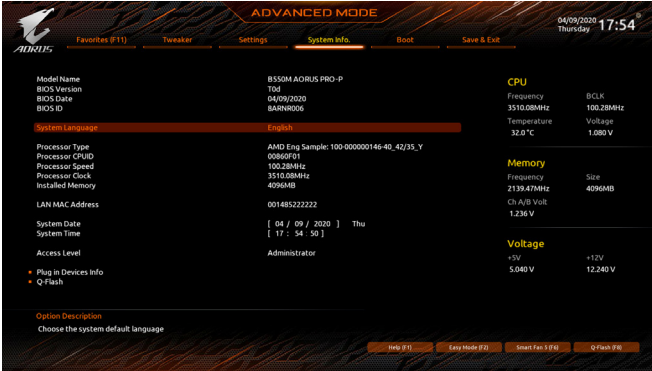 ADVANCED MODE
04/09/2020 Thursday 17:54
AORUS
Favorites (F11) Tweaker Settings System Info. Boot Save & Exit
Model Name B550M AORUS PRO-P
BIOS Version T0d
BIOS Date 04/09/2020
BIOS ID 8ARNR006
System Language English
Processor Type AMD Eng Sample: 100-000000146-40_42/35_Y
Processor CPUID 00860F01
Processor Speed 100.28MHz
Processor Clock 3510.08MHz
Installed Memory 4096MB
LAN MAC Address 001485222222
System Date [ 04 / 09 / 2020 ] Thu
System Time [ 17 : 54 : 50 ]
Access Level Administrator
Plug in Devices Info
Q-Flash
CPU
Frequency BCLK
3510.08MHz 100.28MHz
Temperature Voltage
32.0 °C 1.080 V
Memory
Frequency Size
2139.47MHz 4096MB
Ch A/B Volt
1.236 V
Voltage
+5V +12V
5.040 V 12.240 V
Option Description
Choose the system default language
Help (F1) Easy Mode (F2) Smart Fan 5 (F6) Q-Flash (F8)